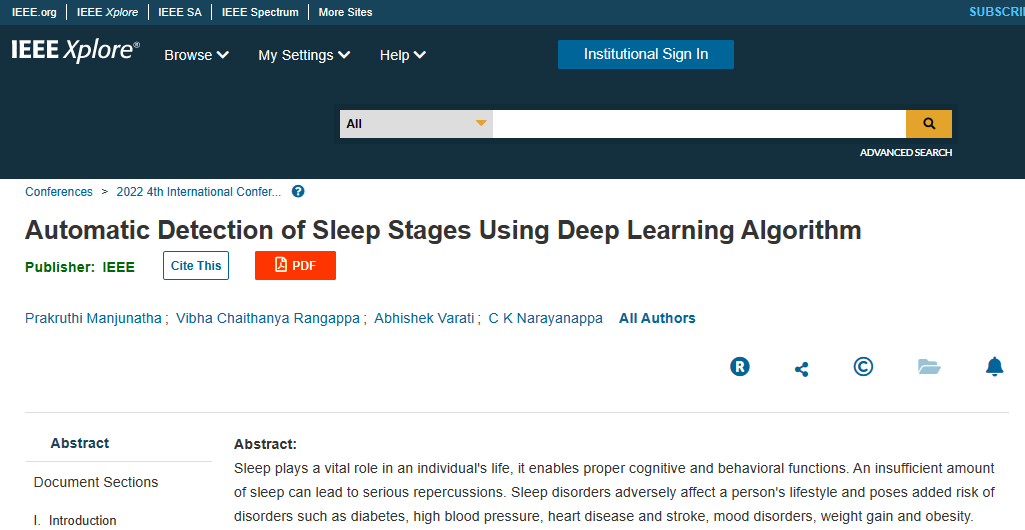 IEEE.org IEEE Xplore IEEE SA IEEE Spectrum More Sites SUBSCRI
IEEE Xplore® Browse My Settings Help Institutional Sign In
All
ADVANCED SEARCH
Conferences > 2022 4th International Confer... ?
Automatic Detection of Sleep Stages Using Deep Learning Algorithm
Publisher: IEEE Cite This PDF
Prakruthi Manjunatha ; Vibha Chaithanya Rangappa ; Abhishek Varati ; C K Narayanappa All Authors
R ©
Abstract
Document Sections
I. Introduction
Abstract:
Sleep plays a vital role in an individual's life, it enables proper cognitive and behavioral functions. An insufficient amount
of sleep can lead to serious repercussions. Sleep disorders adversely affect a person's lifestyle and poses added risk of
disorders such as diabetes, high blood pressure, heart disease and stroke, mood disorders, weight gain and obesity.